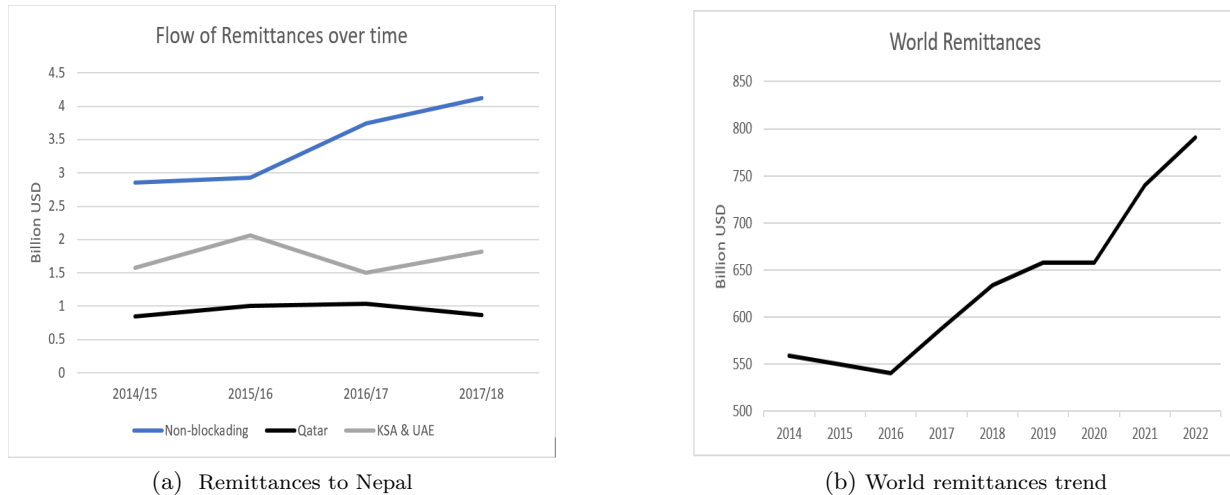 Flow of Remittances over time
4.5
4
3.5
3
2.5
2
1.5
1
0.5
0
Billion USD
2014/15 2015/16 2016/17 2017/18
Non-blockading Qatar KSA & UAE
(a) Remittances to Nepal
World Remittances
850
800
750
700
650
600
550
500
Billion USD
2014 2015 2016 2017 2018 2019 2020 2021 2022
(b) World remittances trend